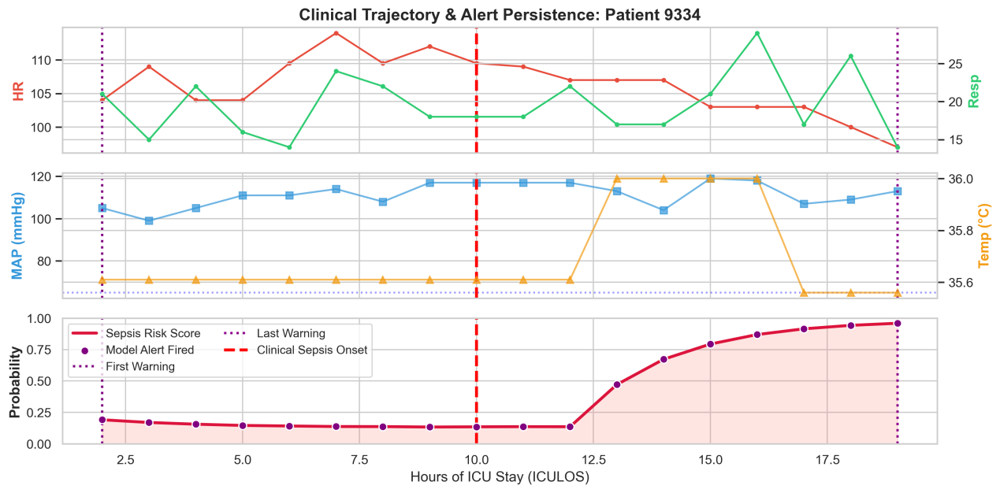 Clinical Trajectory & Alert Persistence: Patient 9334
HR
110
105
100
25
20
15
Resp
MAP (mmHg)
120
100
80
36.0
35.8
35.6
Temp (°C)
Probability
1.00
0.75
0.50
0.25
0.00
Sepsis Risk Score
Model Alert Fired
First Warning
Last Warning
Clinical Sepsis Onset
2.5 5.0 7.5 10.0 12.5 15.0 17.5
Hours of ICU Stay (ICULOS)